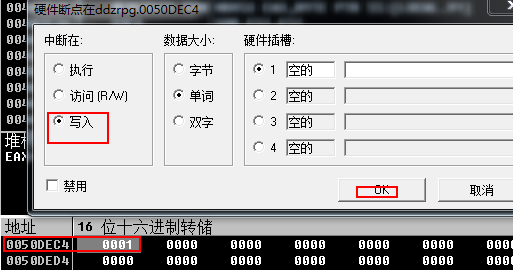 硬件断点在ddzrpg.0050DEC4
中断在:
数据大小:
硬件插槽:
执行
字节
1 空的
访问 (R/W)
单词
2 空的
写入
双字
3 空的
4 空的
禁用
OK
取消
EAX
地址 16 位十六进制转储
0050DEC4 0001 0000 0000 0000 0000 0000 0000
0050DED4 0000 0000 0000 0000 0000 0000 0000